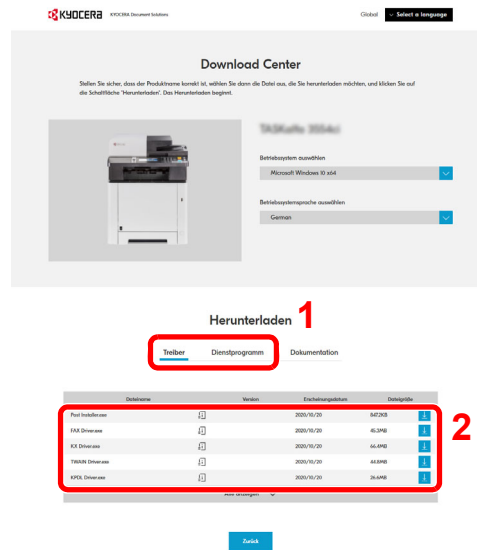 KYOCERA KYOCERA Document Solutions
Global Select a language
Download Center
Stellen Sie sicher, dass der Produktname korrekt ist, wählen Sie dann die Datei aus, die Sie herunterladen möchten, und klicken Sie auf
die Schaltfläche 'Herunterladen'. Das Herunterladen beginnt.
Betriebssystem auswählen
Microsoft Windows 10 x64
Betriebssystemsprache auswählen
German
Herunterladen 1
Treiber Dienstprogramm Dokumentation
Dateiname Version Erscheinungsdatum Dateigröße
Post Installer.exe 2020/10/20 847.2KB
FAX Driver.exe 2020/10/20 45.3MB
2
KX Driver.exe 2020/10/20 66.4MB
TWAIN Driver.exe 2020/10/20 44.8MB
KPDL Driver.exe 2020/10/20 26.6MB
Alle anzeigen
Zurück